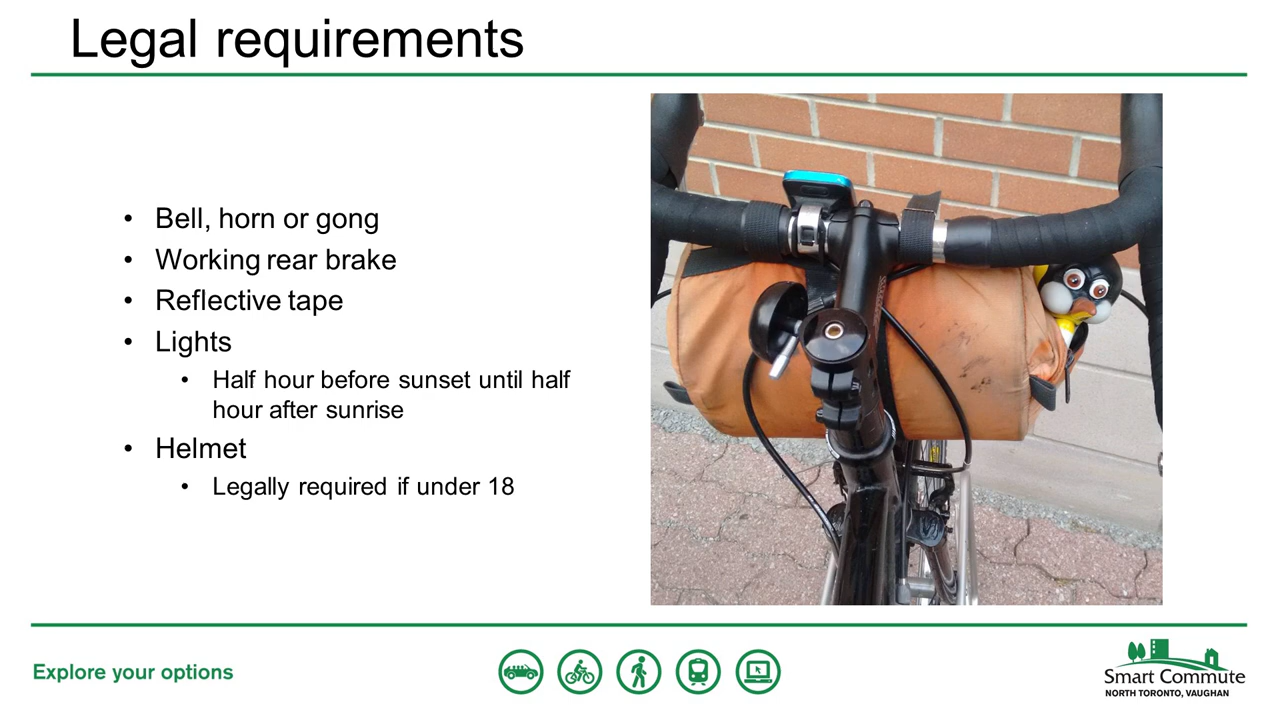 Legal requirements
• Bell, horn or gong
• Working rear brake
• Reflective tape
• Lights
• Half hour before sunset until half
hour after sunrise
• Helmet
• Legally required if under 18
Explore your options
Smart Commute
NORTH TORONTO, VAUGHAN